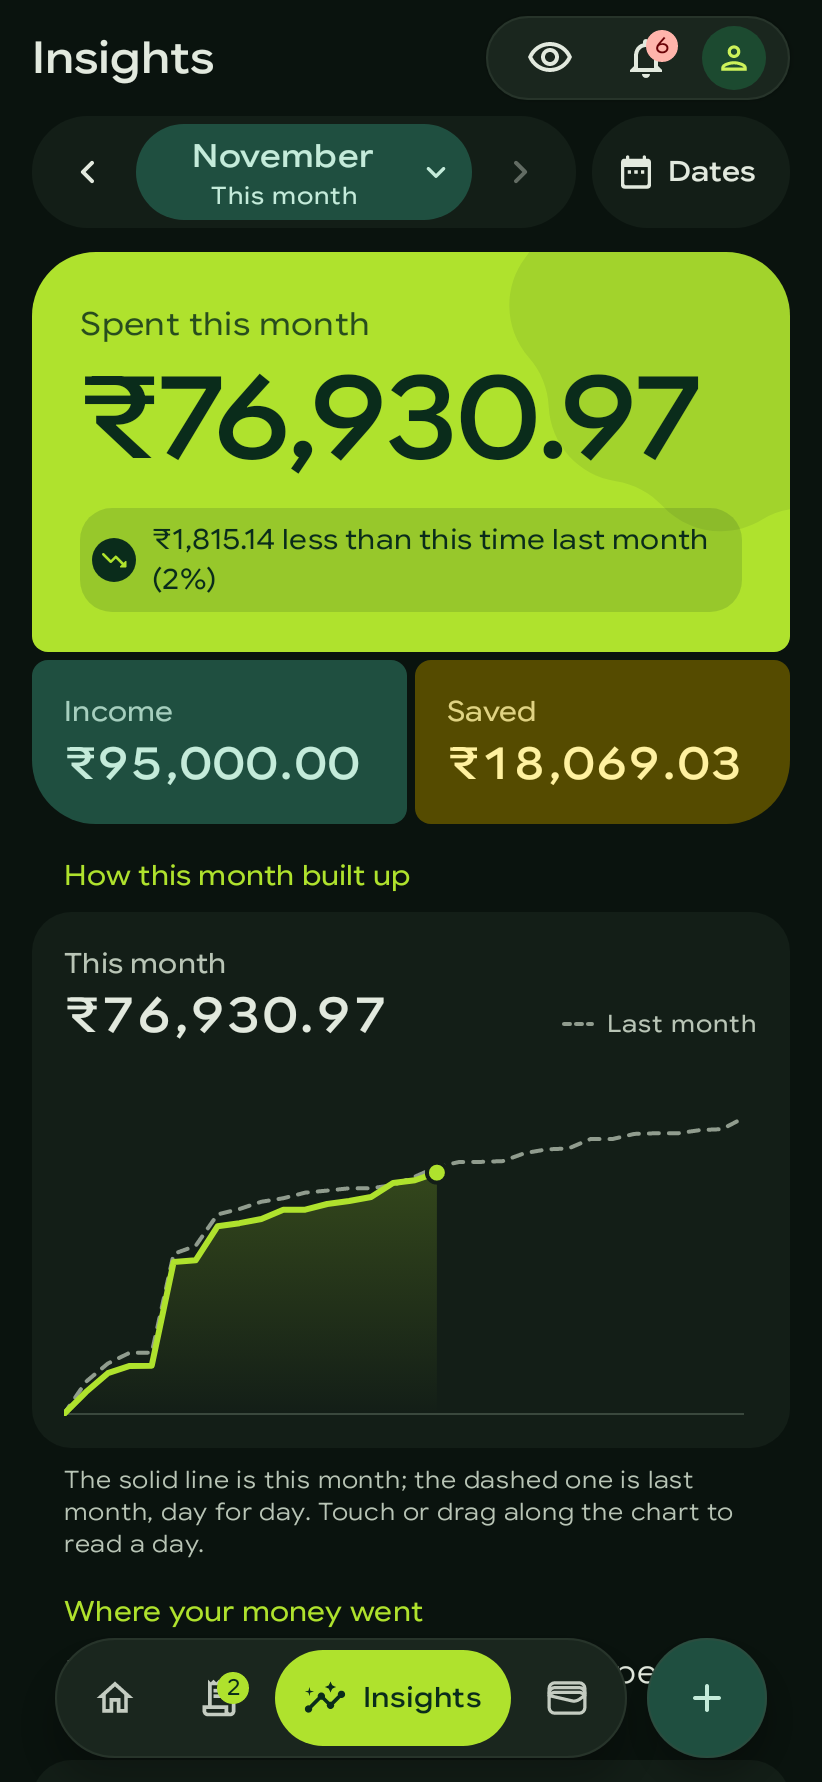 Insights
6
November
This month
Dates
Spent this month
₹76,930.97
₹1,815.14 less than this time last month
(2%)
Income
₹95,000.00
Saved
₹18,069.03
How this month built up
This month
₹76,930.97
Last month
The solid line is this month; the dashed one is last
month, day for day. Touch or drag along the chart to
read a day.
Where your money went
2
Insights